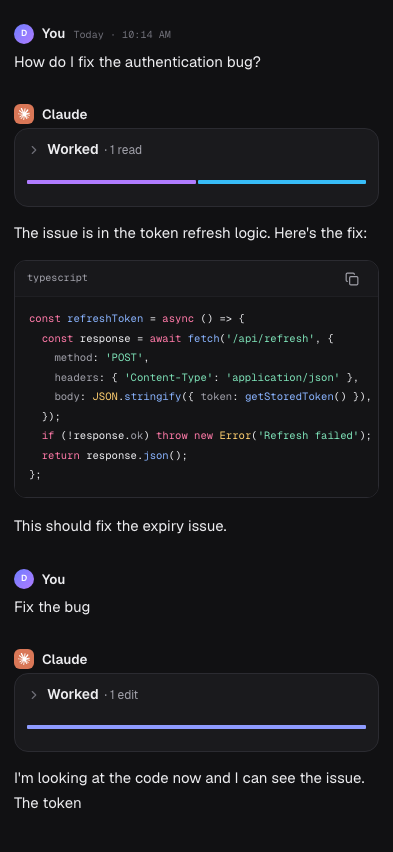 D You Today · 10:14 AM
How do I fix the authentication bug?
Claude
Worked · 1 read
The issue is in the token refresh logic. Here's the fix:
typescript
const refreshToken = async () => {
  const response = await fetch('/api/refresh', {
    method: 'POST',
    headers: { 'Content-Type': 'application/json' },
    body: JSON.stringify({ token: getStoredToken() }),
  });
  if (!response.ok) throw new Error('Refresh failed');
  return response.json();
};
This should fix the expiry issue.
D You
Fix the bug
Claude
Worked · 1 edit
I'm looking at the code now and I can see the issue.
The token